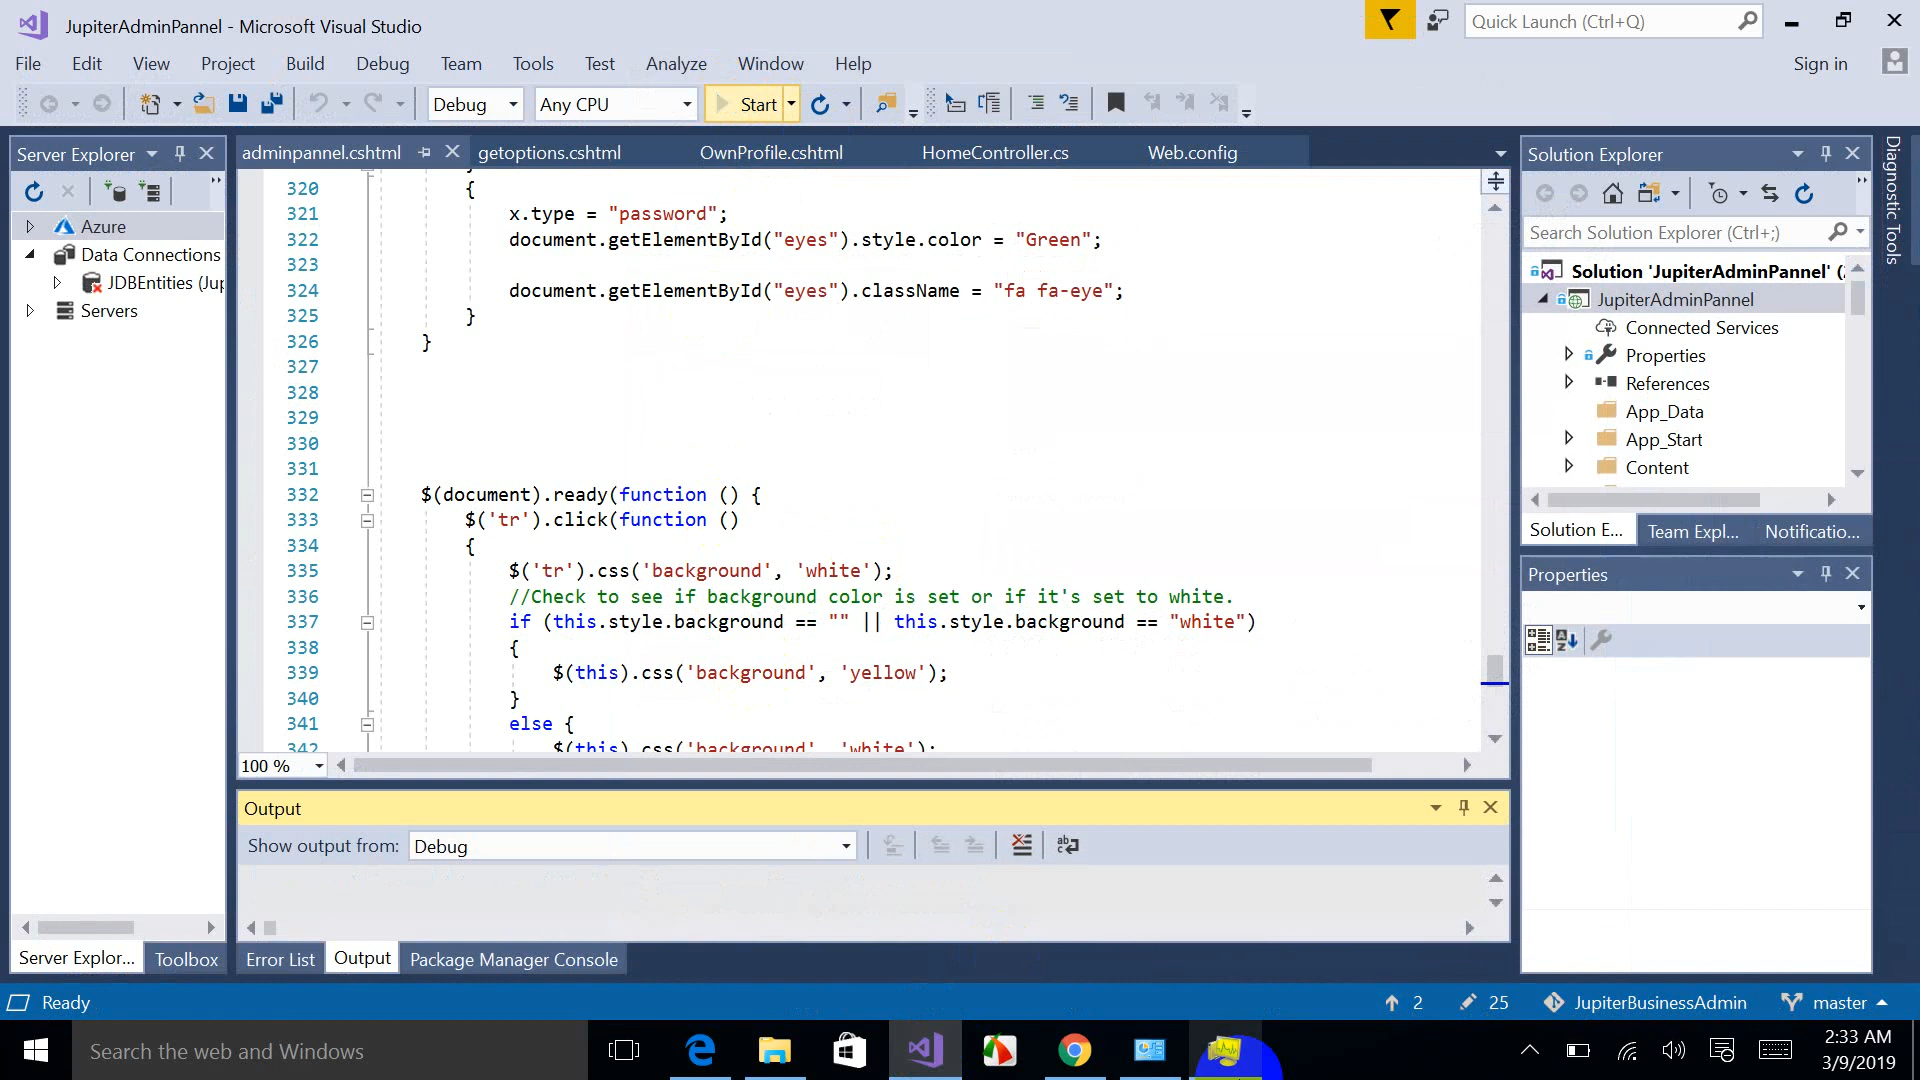 JupiterAdminPannel - Microsoft Visual Studio
Quick Launch (Ctrl+Q)
File Edit View Project Build Debug Team Tools Test Analyze Window Help
Sign in
Debug Any CPU Start
Server Explorer
Azure
Data Connections
JDBEntities (Jup
Servers
adminpannel.cshtml getoptions.cshtml OwnProfile.cshtml HomeController.cs Web.config
320 {
321 x.type = "password";
322 document.getElementById("eyes").style.color = "Green";
323
324 document.getElementById("eyes").className = "fa fa-eye";
325 }
326 }
327
328
329
330
331
332 $(document).ready(function () {
333 $('tr').click(function ()
334 {
335 $('tr').css('background', 'white');
336 //Check to see if background color is set or if it's set to white.
337 if (this.style.background == "" || this.style.background == "white")
338 {
339 $(this).css('background', 'yellow');
340 }
341 else {
342 $(this).css('background', 'white');
100 %
Output
Show output from: Debug
Server Explor... Toolbox
Error List Output Package Manager Console
Solution Explorer
Search Solution Explorer (Ctrl+;)
Solution 'JupiterAdminPannel' (
JupiterAdminPannel
Connected Services
Properties
References
App_Data
App_Start
Content
Solution E... Team Expl... Notificatio...
Properties
Diagnostic Tools
Ready
2 25 JupiterBusinessAdmin master
Search the web and Windows
2:33 AM
3/9/2019